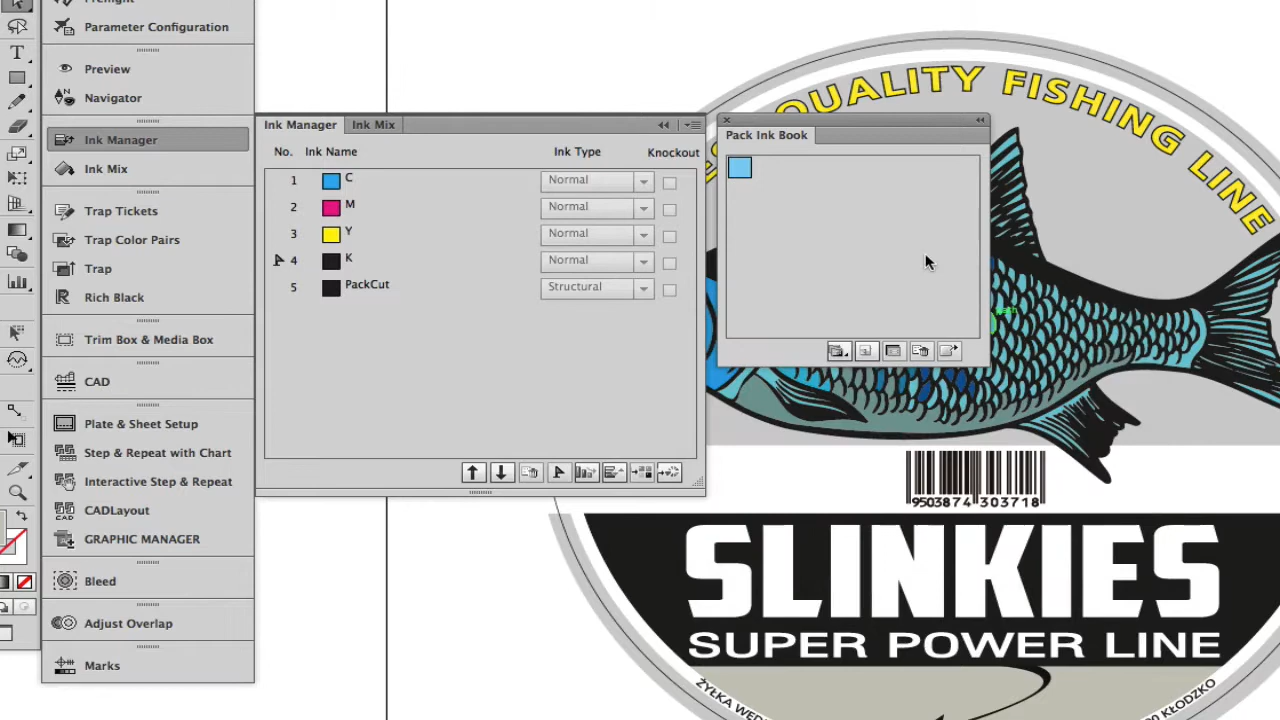 Parameter Configuration
Preview
Navigator
Ink Manager
Ink Mix
Trap Tickets
Trap Color Pairs
Trap
Rich Black
Trim Box & Media Box
CAD
Plate & Sheet Setup
Step & Repeat with Chart
Interactive Step & Repeat
CADLayout
GRAPHIC MANAGER
Bleed
Adjust Overlap
Marks
Ink Manager Ink Mix
No. Ink Name Ink Type Knockout
1 C Normal
2 M Normal
3 Y Normal
4 K Normal
5 PackCut Structural
Pack Ink Book
QUALITY FISHING LINE
path
9503874 303718
SLINKIES
SUPER POWER LINE
KŁODZKO